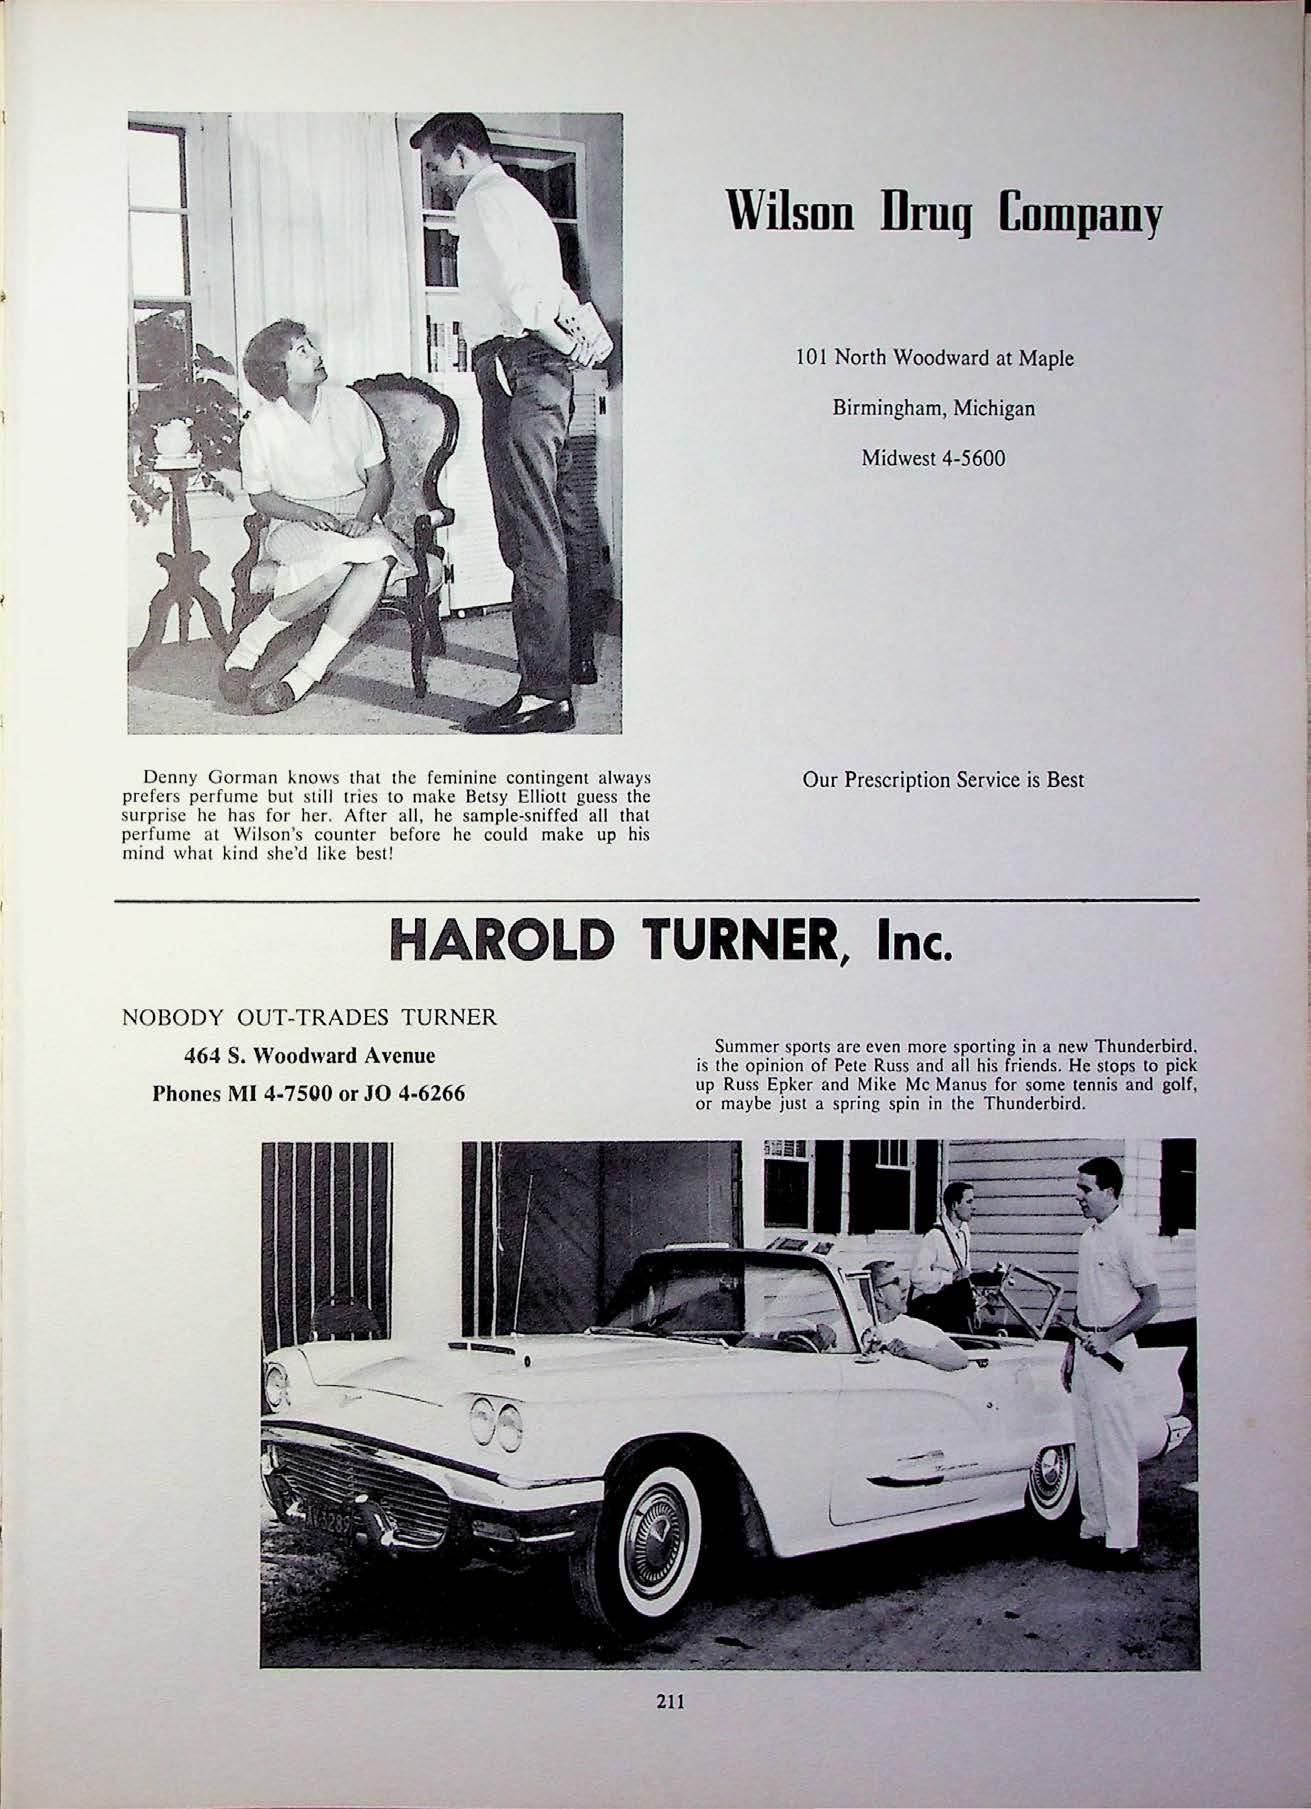 Wilson Drug Company
101 North Woodward at Maple
Birmingham, Michigan
Midwest 4-5600
Denny Gorman knows that the feminine contingent always
prefers perfume but still tries to make Betsy Elliott guess the
surprise he has for her. After all, he sample-sniffed all that
perfume at Wilson's counter before he could make up his
mind what kind she'd like best!
Our Prescription Service is Best
HAROLD TURNER, Inc.
NOBODY OUT-TRADES TURNER
464 S. Woodward Avenue
Phones MI 4-7500 or JO 4-6266
Summer sports are even more sporting in a new Thunderbird,
is the opinion of Pete Russ and all his friends. He stops to pick
up Russ Epker and Mike Mc Manus for some tennis and golf,
or maybe just a spring spin in the Thunderbird.
211